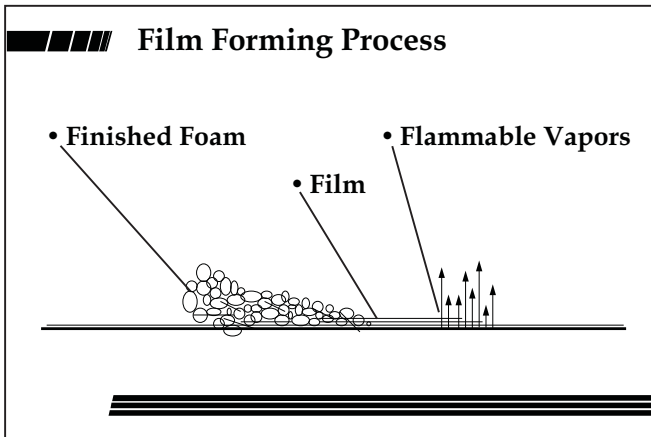 Film Forming Process
• Finished Foam
• Flammable Vapors
• Film